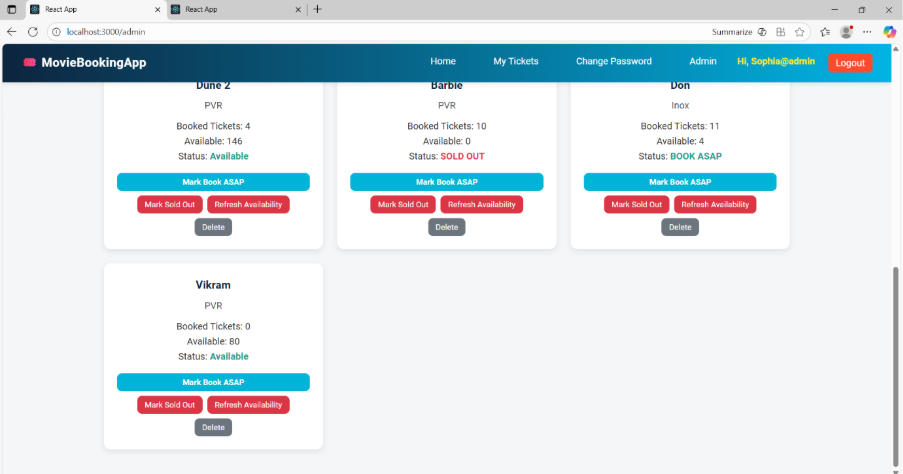 React App
React App
localhost:3000/admin
Summarize
MovieBookingApp
Home
My Tickets
Change Password
Admin
Hi, Sophia@admin
Logout
Dune 2
PVR
Booked Tickets: 4
Available: 146
Status: Available
Mark Book ASAP
Mark Sold Out
Refresh Availability
Delete
Barbie
PVR
Booked Tickets: 10
Available: 0
Status: SOLD OUT
Mark Book ASAP
Mark Sold Out
Refresh Availability
Delete
Don
Inox
Booked Tickets: 11
Available: 4
Status: BOOK ASAP
Mark Book ASAP
Mark Sold Out
Refresh Availability
Delete
Vikram
PVR
Booked Tickets: 0
Available: 80
Status: Available
Mark Book ASAP
Mark Sold Out
Refresh Availability
Delete